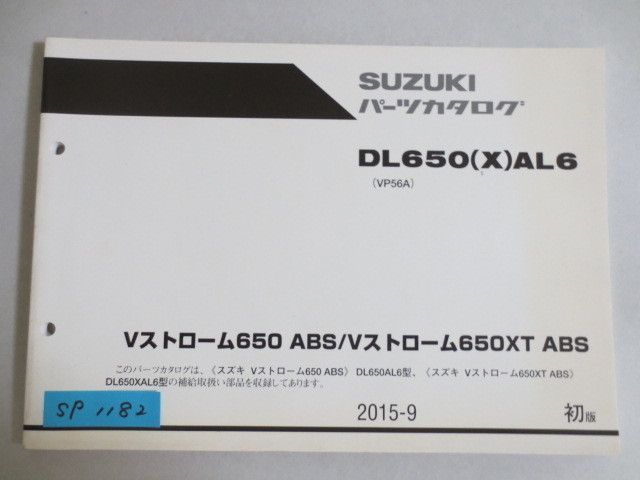 SUZUKI
パーツカタログ
DL650(X)AL6
(VP56A)
Vストローム650 ABS/Vストローム650XT ABS
このパーツカタログは、〈スズキ Vストローム650 ABS〉 DL650AL6型、〈スズキ Vストローム650XT ABS〉
DL650XAL6型の補給取扱い部品を収録してあります。
SP 1182
2015-9 初版